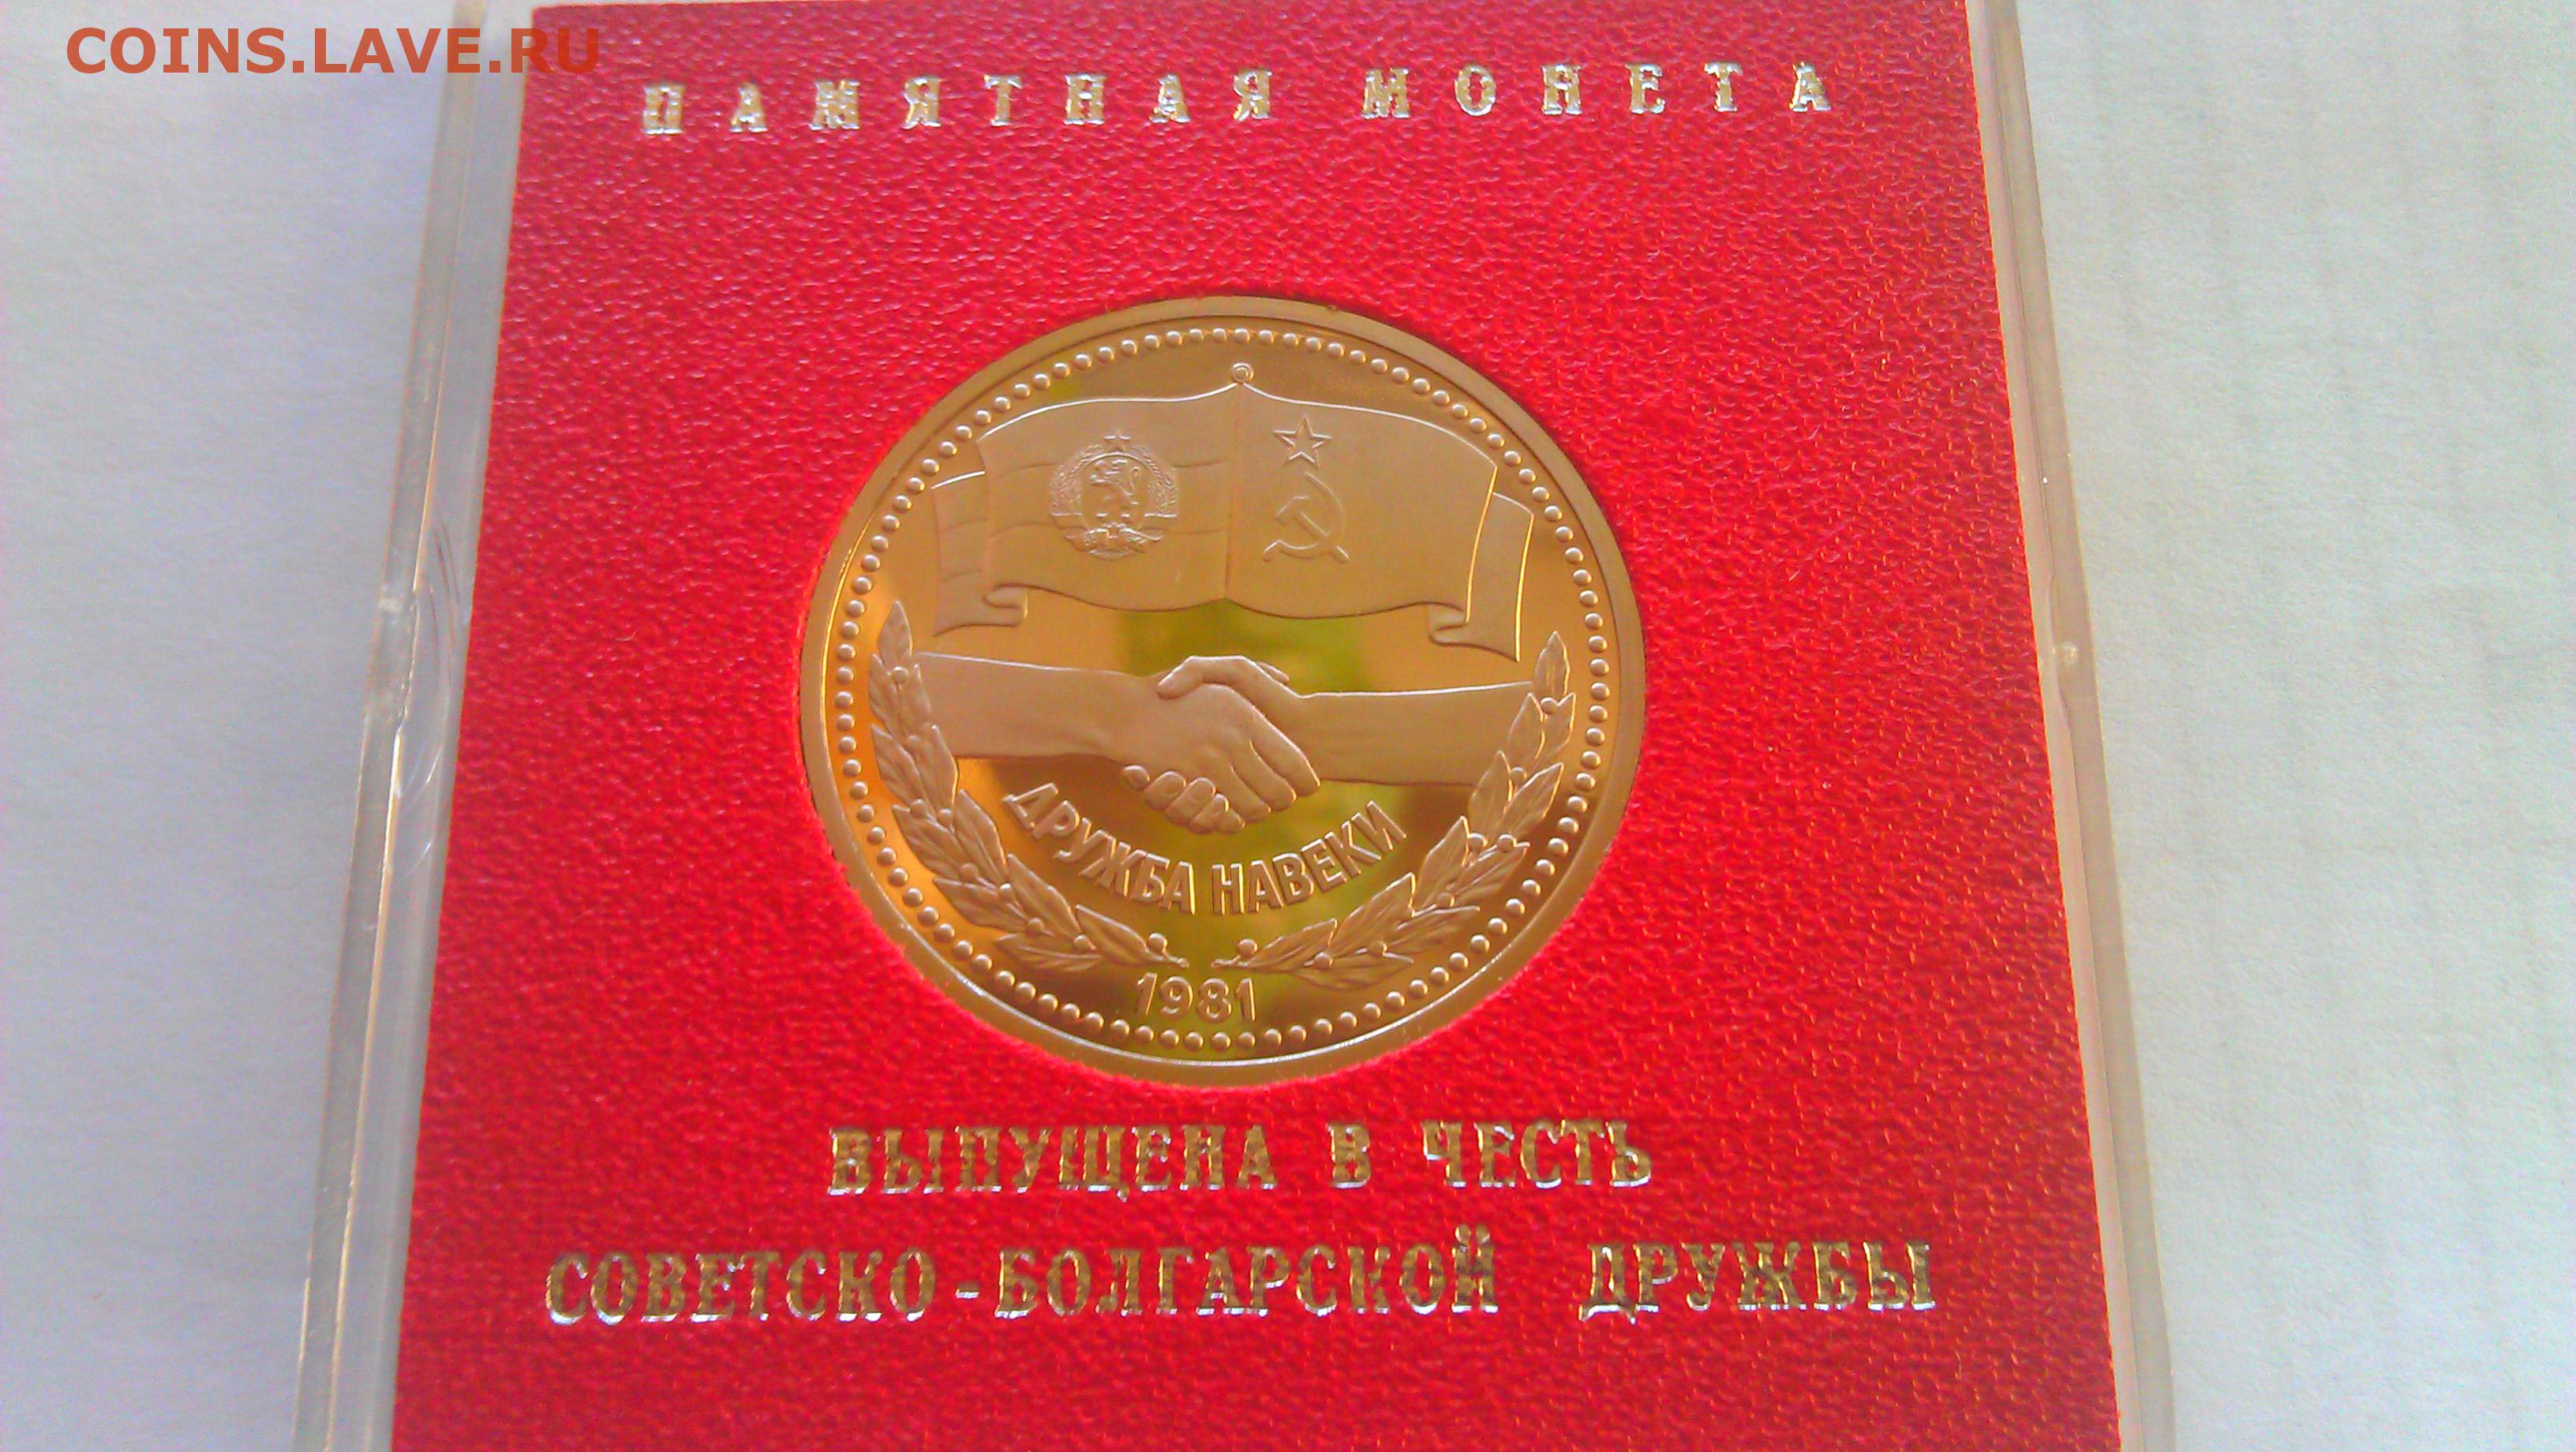 COINS.LAVE.RU
ПАМЯТНАЯ МОНЕТА
ДРУЖБА НАВЕКИ
1981
ВЫПУЩЕНА В ЧЕСТЬ
СОВЕТСКО-БОЛГАРСКОЙ ДРУЖБЫ